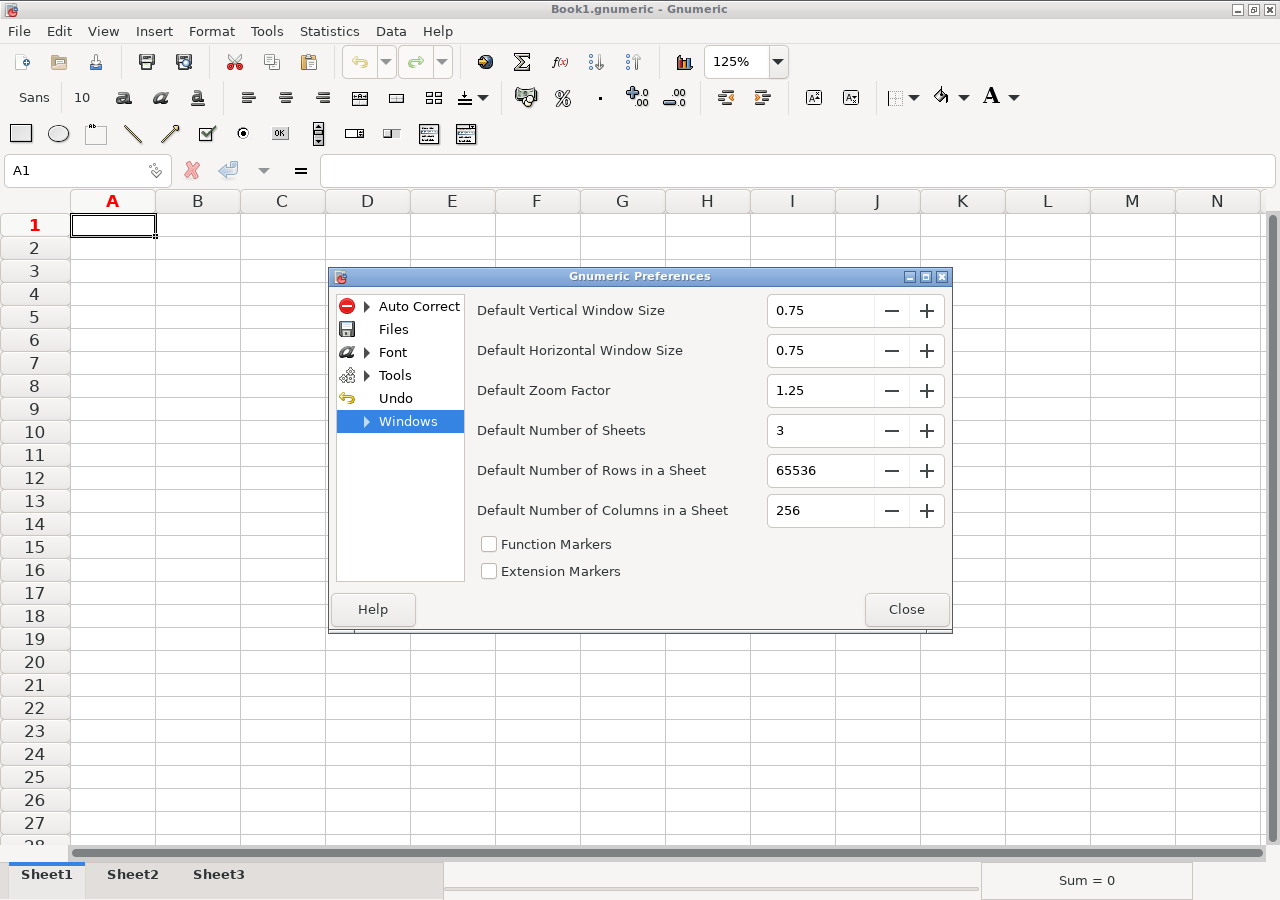 Book1.gnumeric - Gnumeric
File Edit View Insert Format Tools Statistics Data Help
125%
Sans 10
A1
A B C D E F G H I J K L M N
1
2
3
4
5
6
7
8
9
10
11
12
13
14
15
16
17
18
19
20
21
22
23
24
25
26
27
28
Gnumeric Preferences
Auto Correct
Files
Font
Tools
Undo
Windows
Default Vertical Window Size 0.75
Default Horizontal Window Size 0.75
Default Zoom Factor 1.25
Default Number of Sheets 3
Default Number of Rows in a Sheet 65536
Default Number of Columns in a Sheet 256
Function Markers
Extension Markers
Help Close
Sheet1 Sheet2 Sheet3 Sum = 0